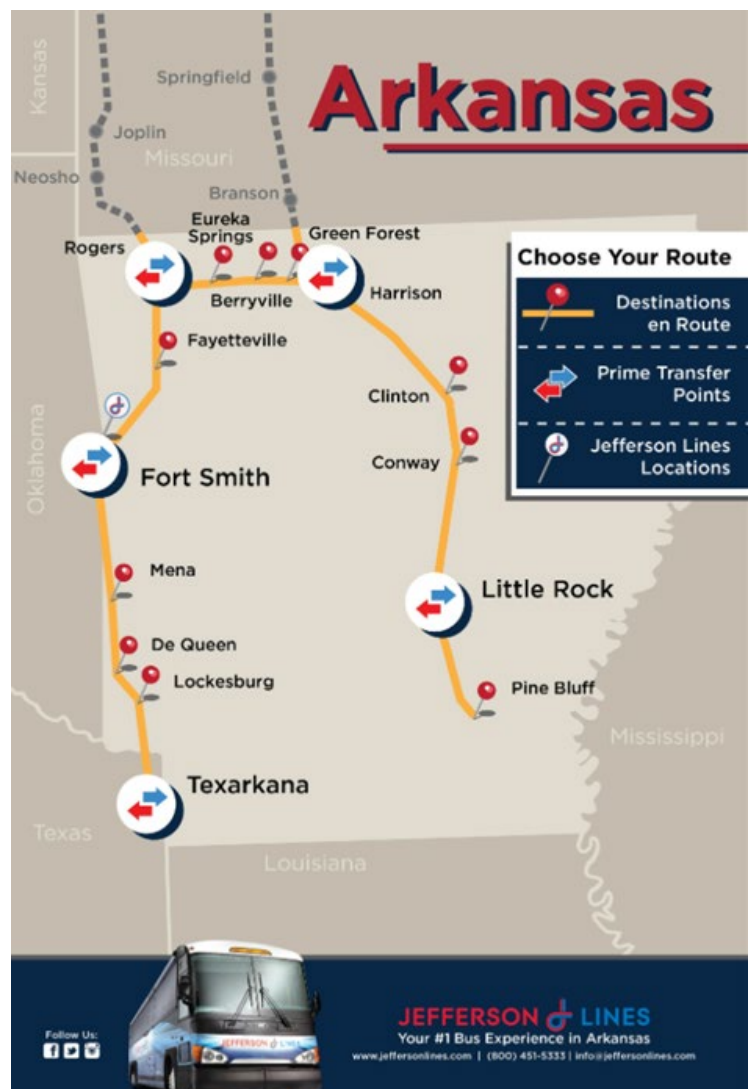 Arkansas
Kansas
Springfield
Joplin
Missouri
Neosho
Branson
Eureka
Springs
Green Forest
Rogers
Berryville
Harrison
Fayetteville
Clinton
Conway
Oklahoma
Fort Smith
Mena
Little Rock
De Queen
Lockesburg
Pine Bluff
Mississippi
Texarkana
Texas
Louisiana
Choose Your Route
Destinations
en Route
Prime Transfer
Points
Jefferson Lines
Locations
Follow Us:
JEFFERSON LINES
JEFFERSON LINES
Your #1 Bus Experience in Arkansas
www.jeffersonlines.com | (800) 451-5333 | info@jeffersonlines.com